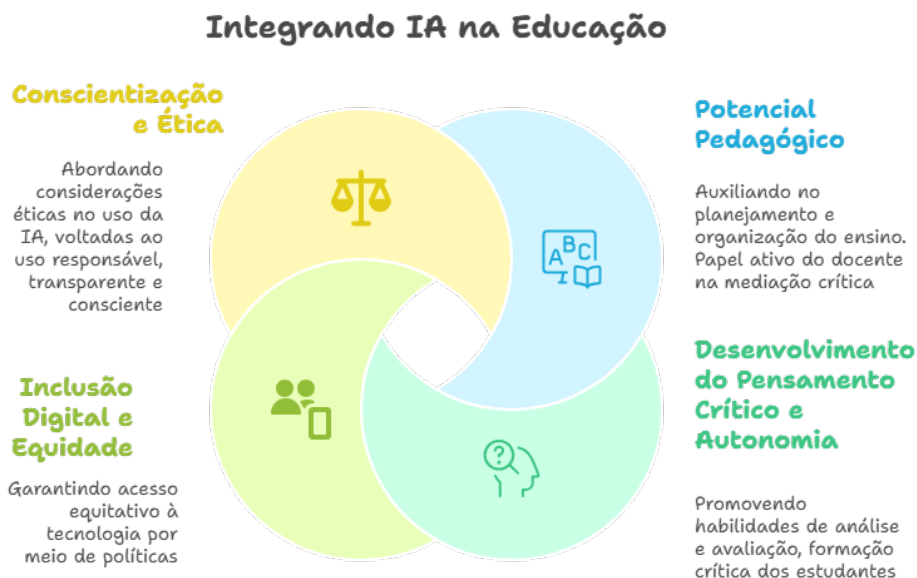 Integrando IA na Educação
Conscientização
e Ética
Abordando
considerações
éticas no uso da
IA, voltadas ao
uso responsável,
transparente e
consciente
Potencial
Pedagógico
Auxiliando no
planejamento e
organização do ensino.
Papel ativo do docente
na mediação crítica
A B C
I
Inclusão
Digital e
Equidade
Garantindo acesso
equitativo à
tecnologia por
meio de políticas
Desenvolvimento
do Pensamento
Crítico e
Autonomia
?
Promovendo
habilidades de análise
e avaliação, formação
crítica dos estudantes